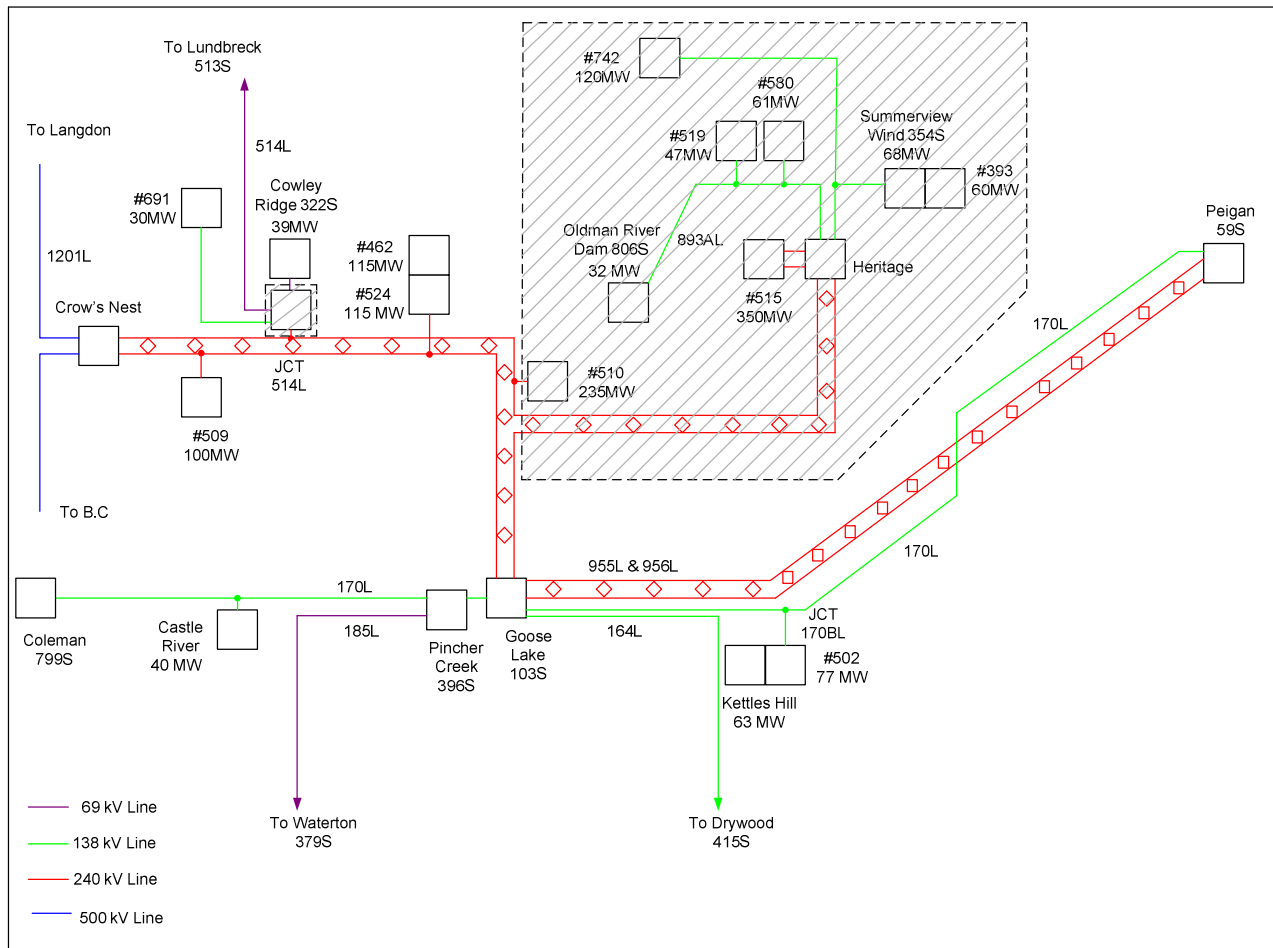 To Lundbreck
513S
#742
120MW
#580
61MW
To Langdon
514L
#519
47MW
Summerview
Wind 354S
68MW
#393
60MW
#691
30MW
Cowley
Ridge 322S
39MW
Peigan
59S
#462
115MW
Oldman River
Dam 806S
32 MW
893AL
1201L
Heritage
#524
115 MW
#515
350MW
Crow's Nest
170L
JCT
514L
#510
235MW
#509
100MW
To B.C
170L
955L & 956L
170L
JCT
170BL
185L
164L
Coleman
799S
Castle
River
40 MW
Pincher
Creek
396S
Goose
Lake
103S
#502
77 MW
Kettles Hill
63 MW
69 kV Line
138 kV Line
240 kV Line
500 kV Line
To Waterton
379S
To Drywood
415S